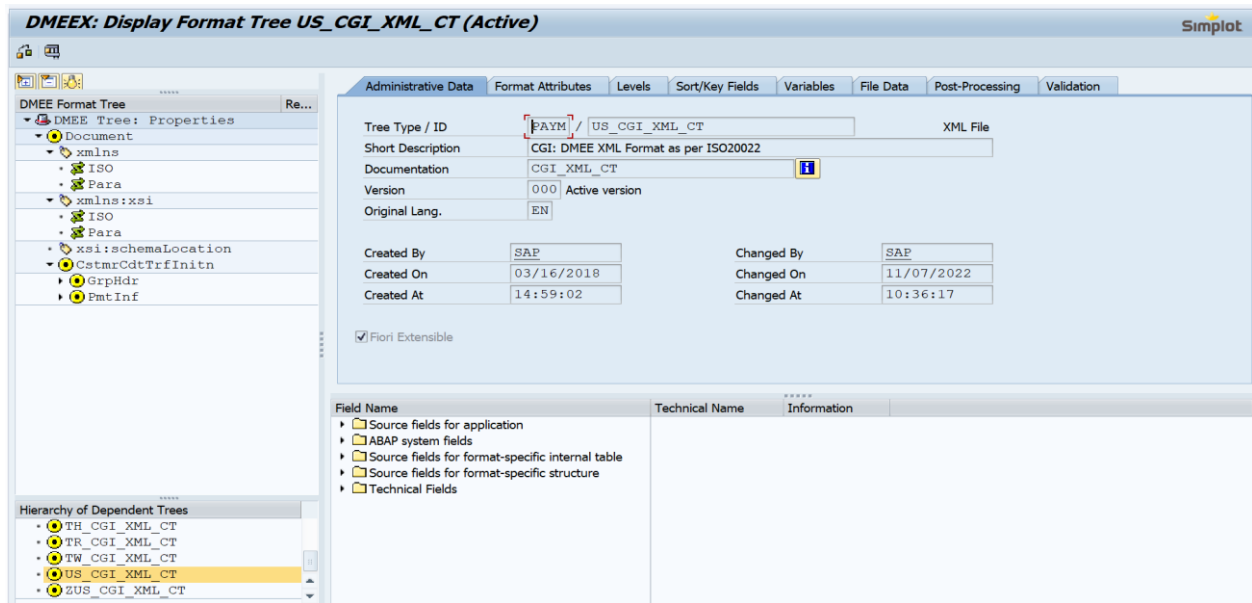 DMEEX: Display Format Tree US_CGI_XML_CT (Active)
Simplot
DMEE Format Tree Re...
DMEE Tree: Properties
Document
xmlns
ISO
Para
xmlns:xsi
ISO
Para
xsi:schemaLocation
CstmrCdtTrfInitn
GrpHdr
PmtInf
Hierarchy of Dependent Trees
TH_CGI_XML_CT
TR_CGI_XML_CT
TW_CGI_XML_CT
US_CGI_XML_CT
ZUS_CGI_XML_CT
Administrative Data Format Attributes Levels Sort/Key Fields Variables File Data Post-Processing Validation
Tree Type / ID PAYM / US_CGI_XML_CT XML File
Short Description CGI: DMEE XML Format as per ISO20022
Documentation CGI_XML_CT
Version 000 Active version
Original Lang. EN
Created By SAP Changed By SAP
Created On 03/16/2018 Changed On 11/07/2022
Created At 14:59:02 Changed At 10:36:17
Fiori Extensible
Field Name Technical Name Information
Source fields for application
ABAP system fields
Source fields for format-specific internal table
Source fields for format-specific structure
Technical Fields